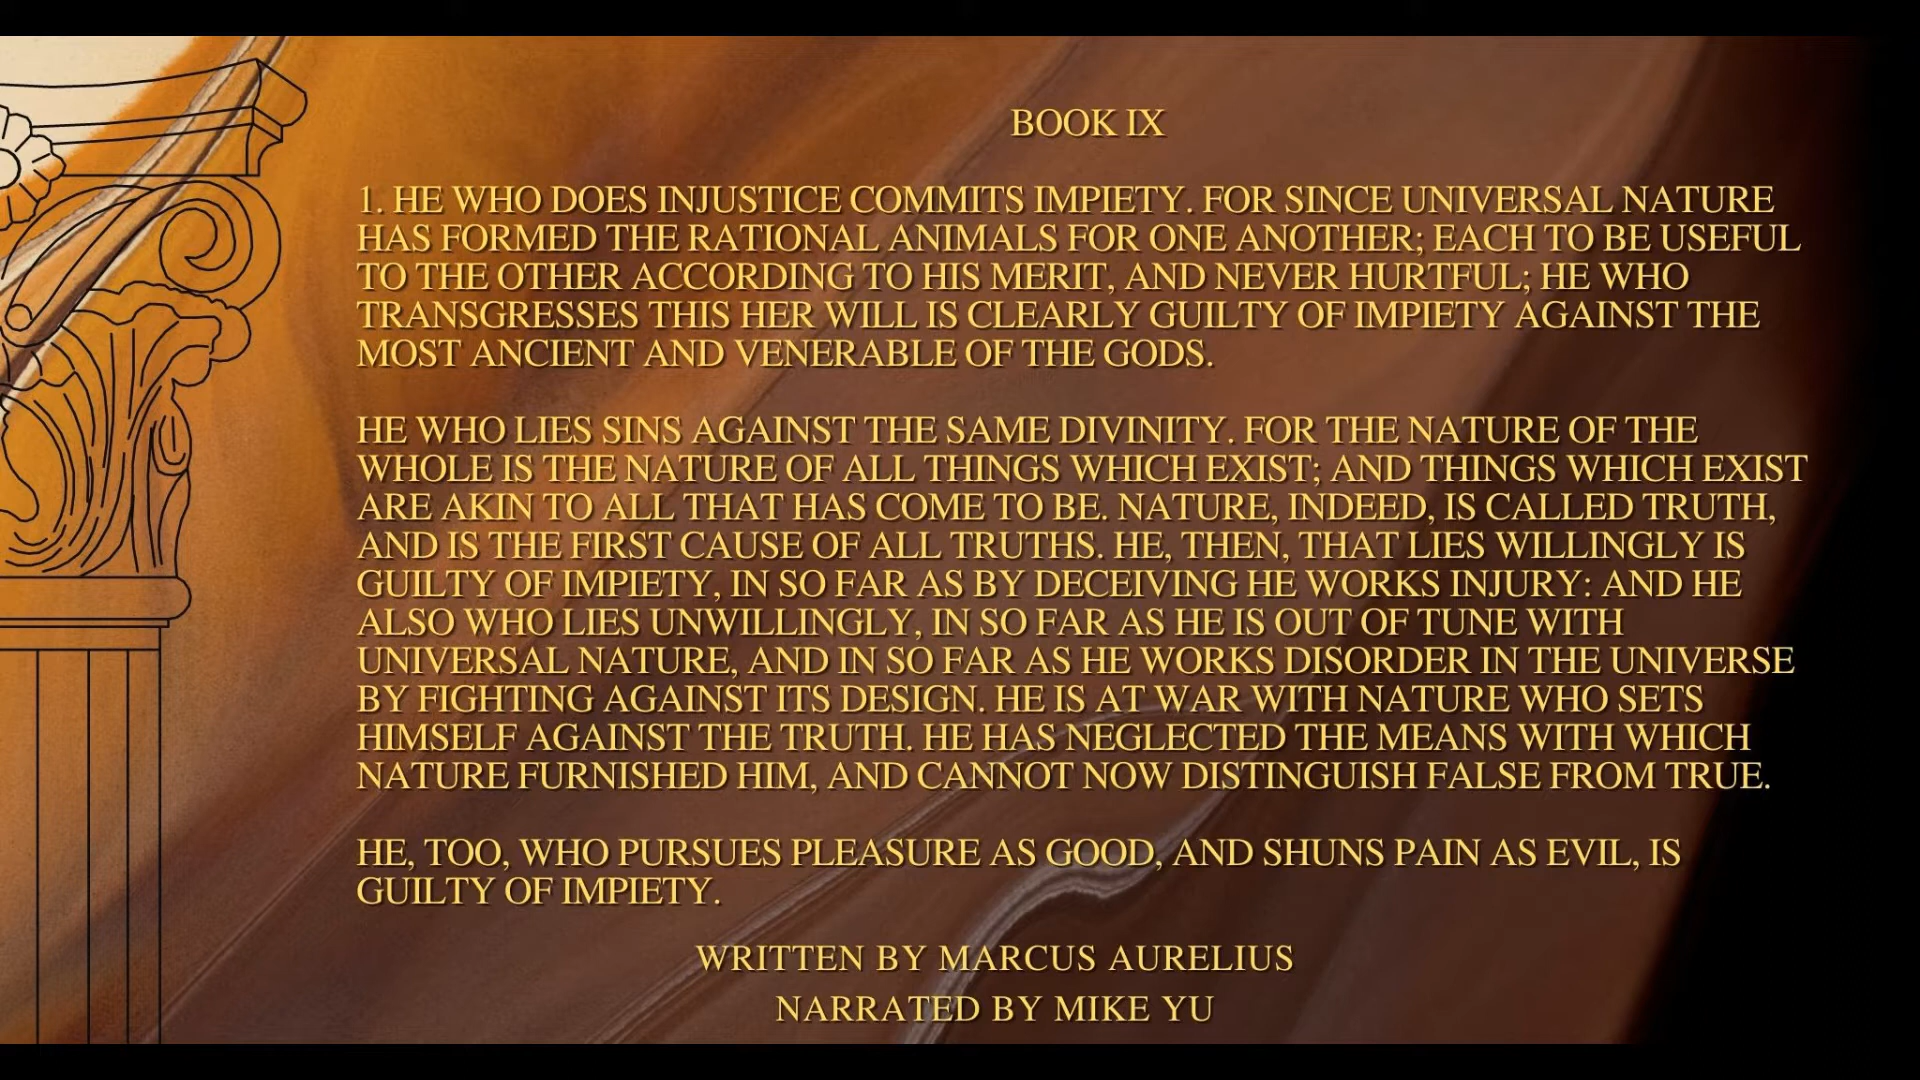 BOOK IX
1. HE WHO DOES INJUSTICE COMMITS IMPIETY. FOR SINCE UNIVERSAL NATURE
HAS FORMED THE RATIONAL ANIMALS FOR ONE ANOTHER; EACH TO BE USEFUL
TO THE OTHER ACCORDING TO HIS MERIT, AND NEVER HURTFUL; HE WHO
TRANSGRESSES THIS HER WILL IS CLEARLY GUILTY OF IMPIETY AGAINST THE
MOST ANCIENT AND VENERABLE OF THE GODS.
HE WHO LIES SINS AGAINST THE SAME DIVINITY. FOR THE NATURE OF THE
WHOLE IS THE NATURE OF ALL THINGS WHICH EXIST; AND THINGS WHICH EXIST
ARE AKIN TO ALL THAT HAS COME TO BE. NATURE, INDEED, IS CALLED TRUTH,
AND IS THE FIRST CAUSE OF ALL TRUTHS. HE, THEN, THAT LIES WILLINGLY IS
GUILTY OF IMPIETY, IN SO FAR AS BY DECEIVING HE WORKS INJURY: AND HE
ALSO WHO LIES UNWILLINGLY, IN SO FAR AS HE IS OUT OF TUNE WITH
UNIVERSAL NATURE, AND IN SO FAR AS HE WORKS DISORDER IN THE UNIVERSE
BY FIGHTING AGAINST ITS DESIGN. HE IS AT WAR WITH NATURE WHO SETS
HIMSELF AGAINST THE TRUTH. HE HAS NEGLECTED THE MEANS WITH WHICH
NATURE FURNISHED HIM, AND CANNOT NOW DISTINGUISH FALSE FROM TRUE.
HE, TOO, WHO PURSUES PLEASURE AS GOOD, AND SHUNS PAIN AS EVIL, IS
GUILTY OF IMPIETY.
WRITTEN BY MARCUS AURELIUS
NARRATED BY MIKE YU